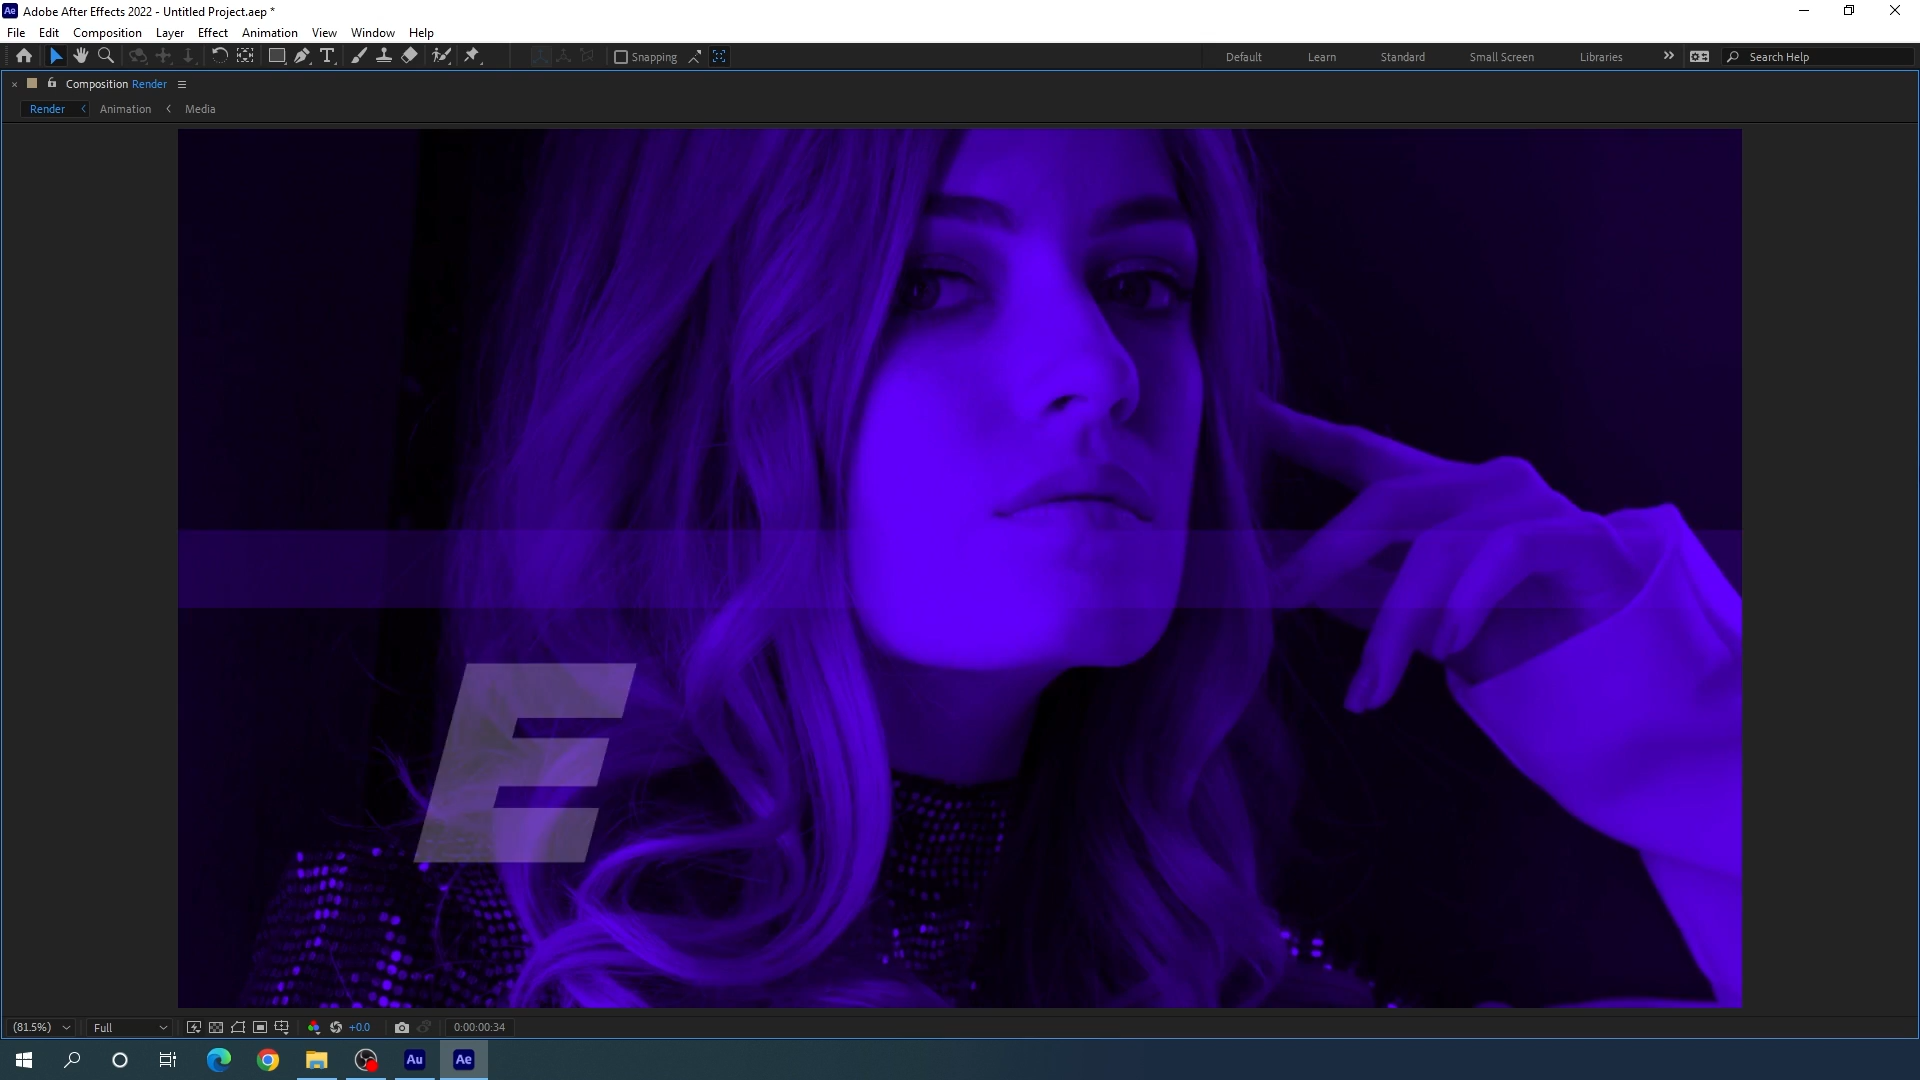 Ae Adobe After Effects 2022 - Untitled Project.aep *
File Edit Composition Layer Effect Animation View Window Help
Snapping Default Learn Standard Small Screen Libraries » Search Help
× Composition Render
Render < Animation < Media
E
(81.5%) Full +0.0 0:00:00:34
Au Ae